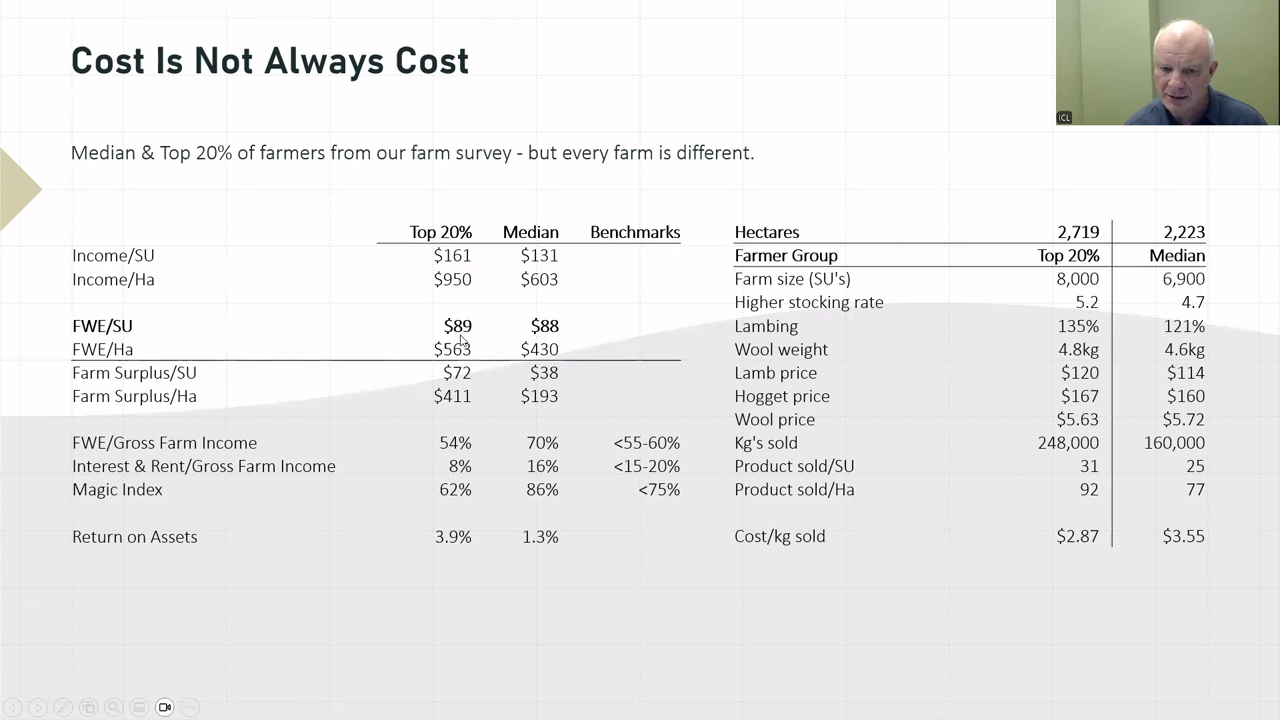 Cost Is Not Always Cost
ICL
Median & Top 20% of farmers from our farm survey - but every farm is different.
Top 20% Median Benchmarks
Income/SU $161 $131
Income/Ha $950 $603
FWE/SU $89 $88
FWE/Ha $563 $430
Farm Surplus/SU $72 $38
Farm Surplus/Ha $411 $193
FWE/Gross Farm Income 54% 70% <55-60%
Interest & Rent/Gross Farm Income 8% 16% <15-20%
Magic Index 62% 86% <75%
Return on Assets 3.9% 1.3%
Hectares 2,719 2,223
Farmer Group Top 20% Median
Farm size (SU's) 8,000 6,900
Higher stocking rate 5.2 4.7
Lambing 135% 121%
Wool weight 4.8kg 4.6kg
Lamb price $120 $114
Hogget price $167 $160
Wool price $5.63 $5.72
Kg's sold 248,000 160,000
Product sold/SU 31 25
Product sold/Ha 92 77
Cost/kg sold $2.87 $3.55